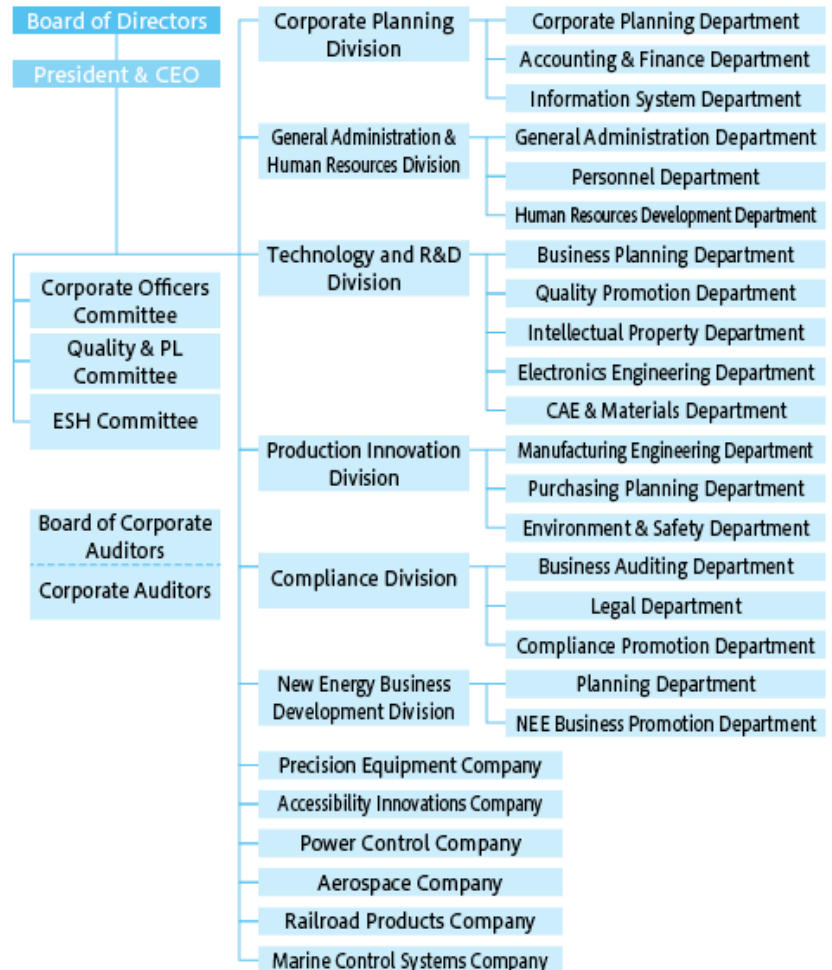 Board of Directors
President & CEO
Corporate Officers
Committee
Quality & PL
Committee
ESH Committee
Board of Corporate
Auditors
Corporate Auditors
Corporate Planning
Division
Corporate Planning Department
Accounting & Finance Department
Information System Department
General Administration &
Human Resources Division
General Administration Department
Personnel Department
Human Resources Development Department
Technology and R&D
Division
Business Planning Department
Quality Promotion Department
Intellectual Property Department
Electronics Engineering Department
CAE & Materials Department
Production Innovation
Division
Manufacturing Engineering Department
Purchasing Planning Department
Environment & Safety Department
Compliance Division
Business Auditing Department
Legal Department
Compliance Promotion Department
New Energy Business
Development Division
Planning Department
NEE Business Promotion Department
Precision Equipment Company
Accessibility Innovations Company
Power Control Company
Aerospace Company
Railroad Products Company
Marine Control Systems Company